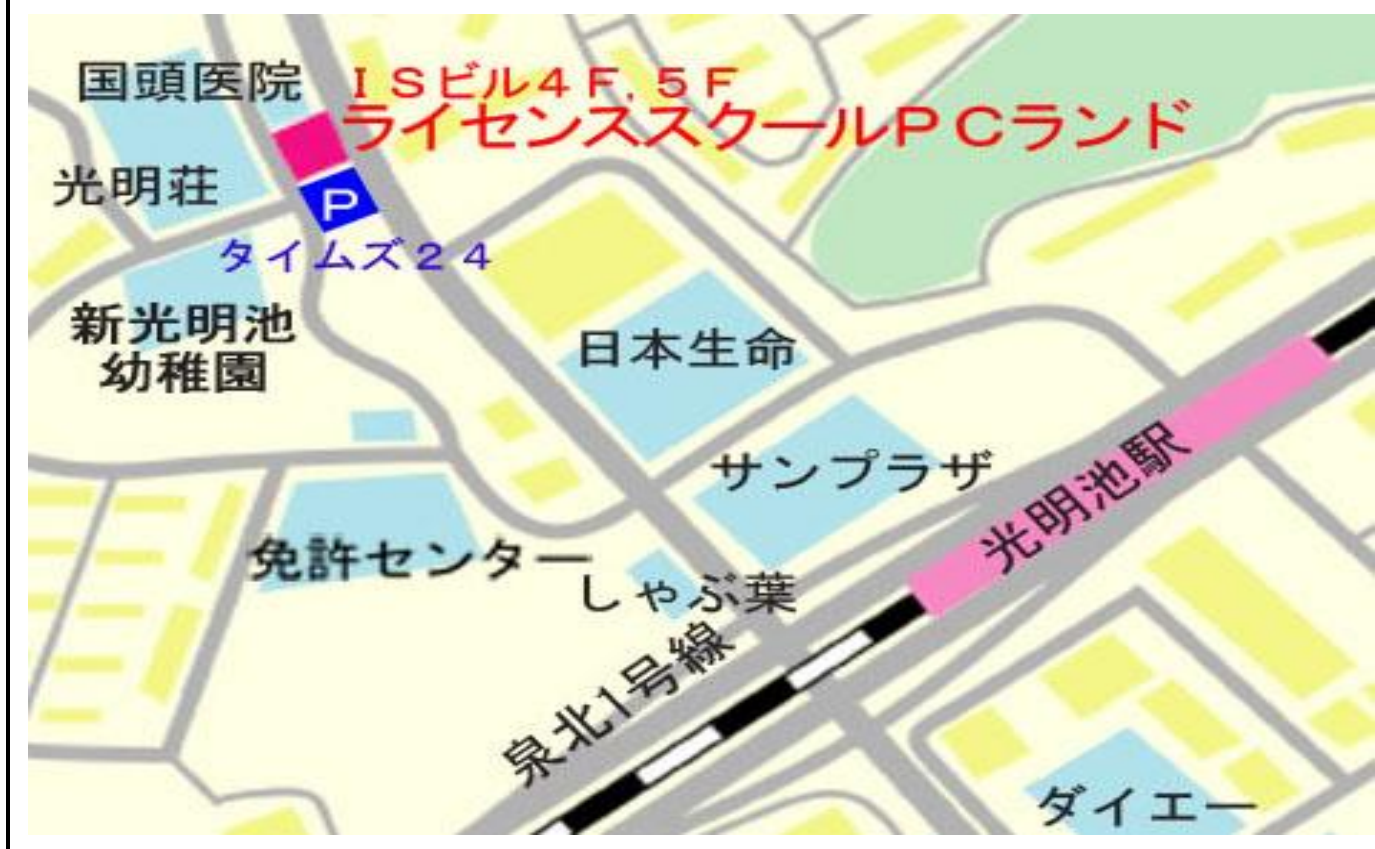 国頭医院
ＩＳビル４Ｆ,５Ｆ
ライセンススクールＰＣランド
光明荘
P
タイムズ２４
新光明池
幼稚園
日本生命
サンプラザ
光明池駅
免許センター
しゃぶ葉
泉北1号線
ダイエー